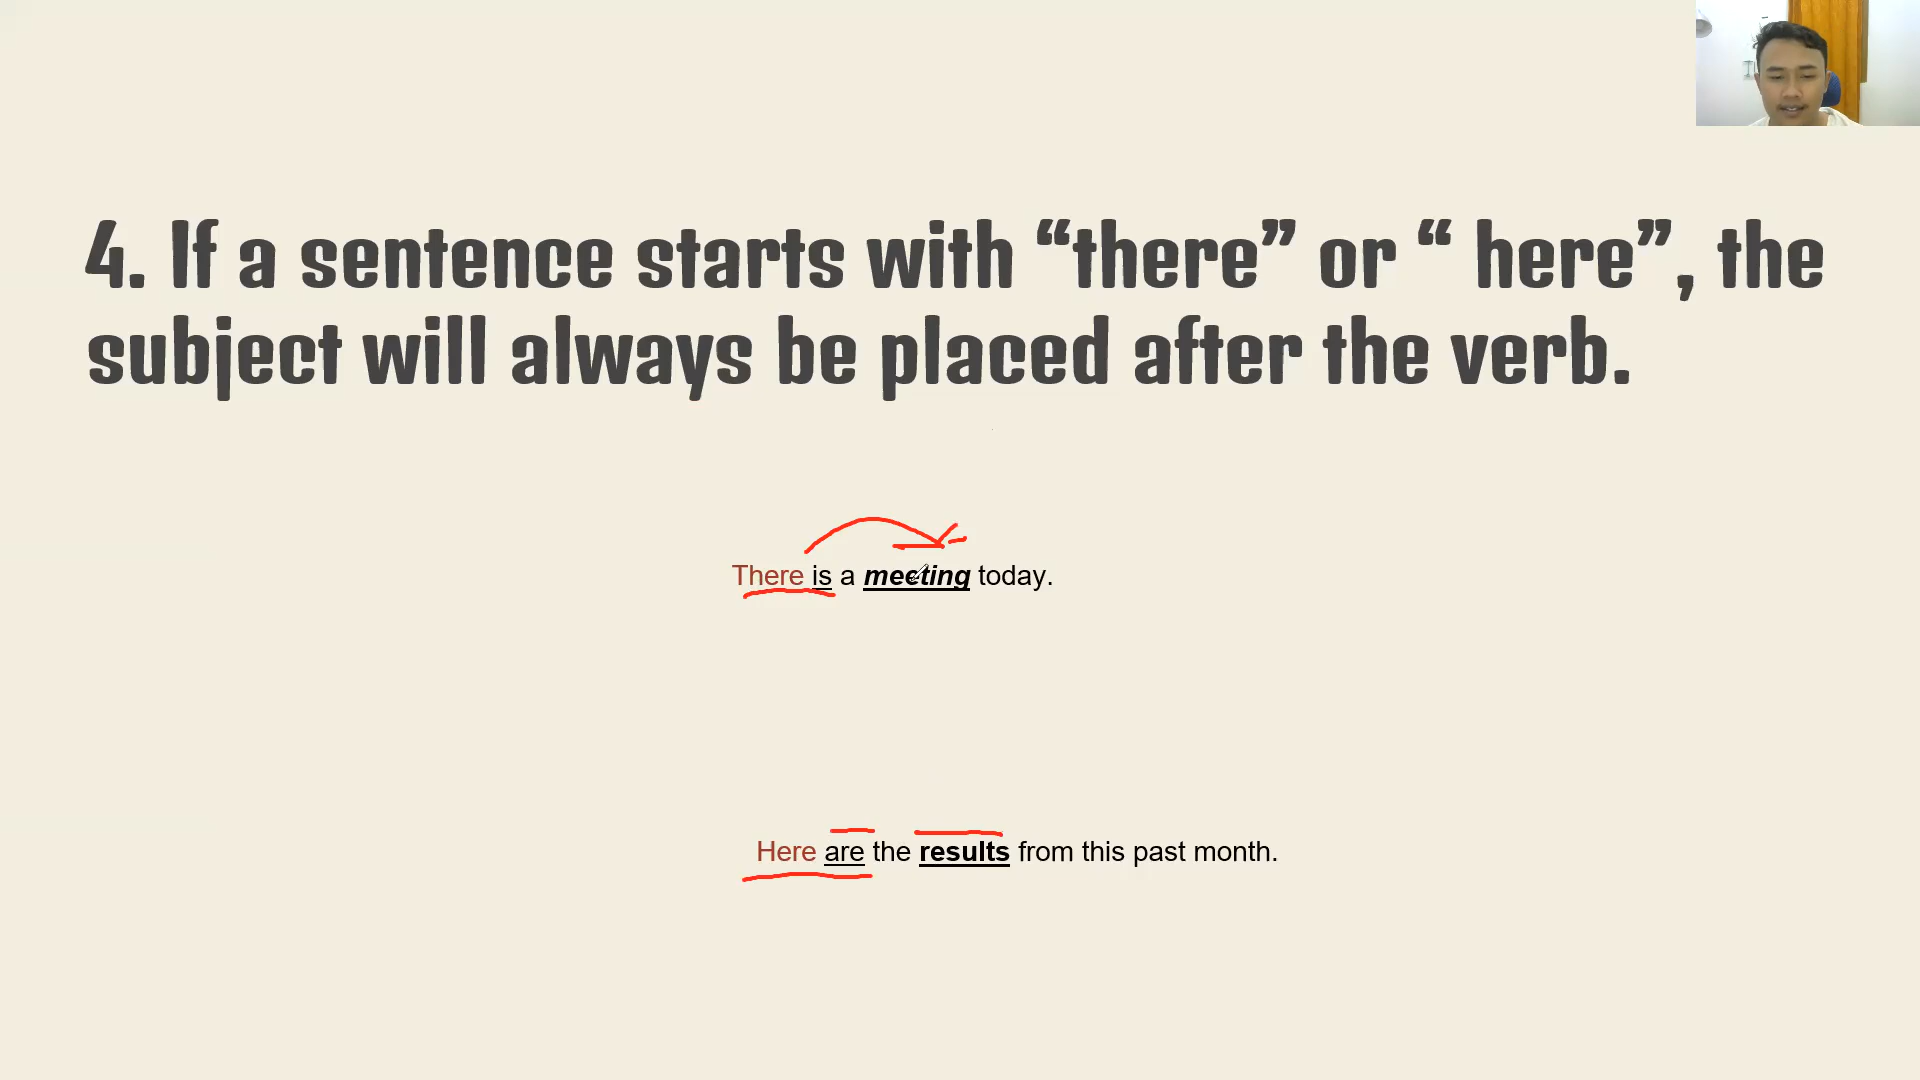 4. If a sentence starts with “there” or “ here”, the
subject will always be placed after the verb.
There is a meeting today.
Here are the results from this past month.